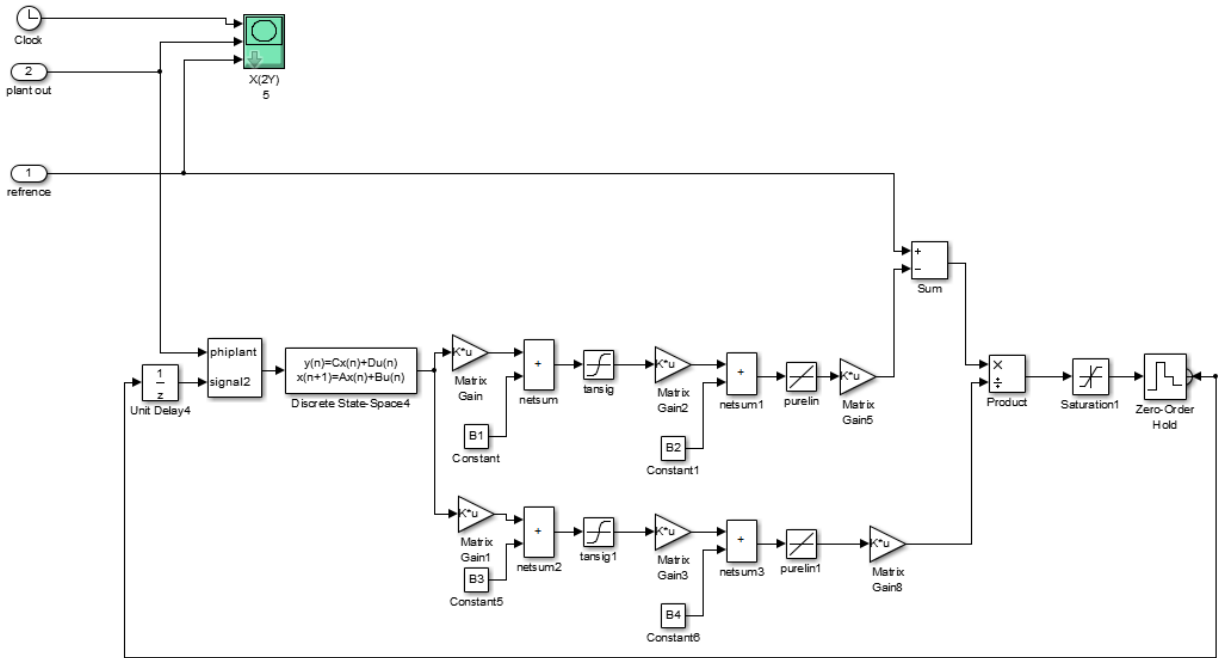 Clock
2
plant out
X(2Y)
5
1
refrence
+
−
Sum
phiplant
signal2
1
z
Unit Delay4
y(n)=Cx(n)+Du(n)
x(n+1)=Ax(n)+Bu(n)
Discrete State-Space4
K*u
Matrix
Gain
+
netsum
tansig
K*u
Matrix
Gain2
+
netsum1
purelin
K*u
Matrix
Gain5
×
÷
Product
Saturation1
Zero-Order
Hold
B1
Constant
B2
Constant1
K*u
Matrix
Gain1
+
netsum2
tansig1
K*u
Matrix
Gain3
+
netsum3
purelin1
K*u
Matrix
Gain8
B3
Constant5
B4
Constant6